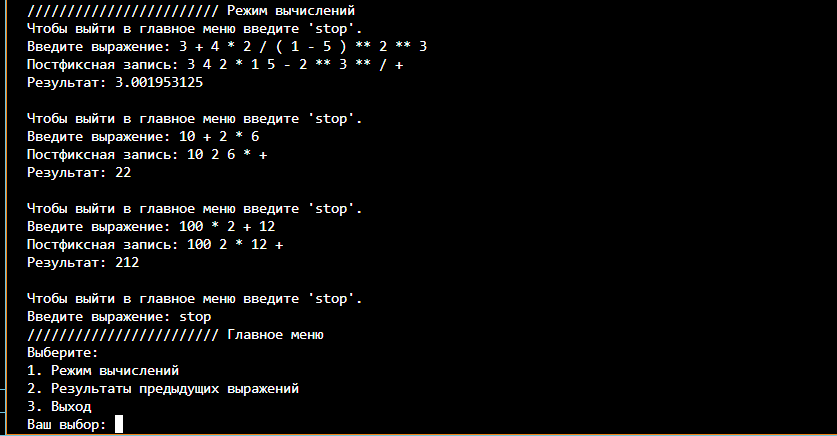 //////////////////////// Режим вычислений
Чтобы выйти в главное меню введите 'stop'.
Введите выражение: 3 + 4 * 2 / ( 1 - 5 ) ** 2 ** 3
Постфиксная запись: 3 4 2 * 1 5 - 2 ** 3 ** / +
Результат: 3.001953125
Чтобы выйти в главное меню введите 'stop'.
Введите выражение: 10 + 2 * 6
Постфиксная запись: 10 2 6 * +
Результат: 22
Чтобы выйти в главное меню введите 'stop'.
Введите выражение: 100 * 2 + 12
Постфиксная запись: 100 2 * 12 +
Результат: 212
Чтобы выйти в главное меню введите 'stop'.
Введите выражение: stop
//////////////////////// Главное меню
Выберите:
1. Режим вычислений
2. Результаты предыдущих выражений
3. Выход
Ваш выбор: